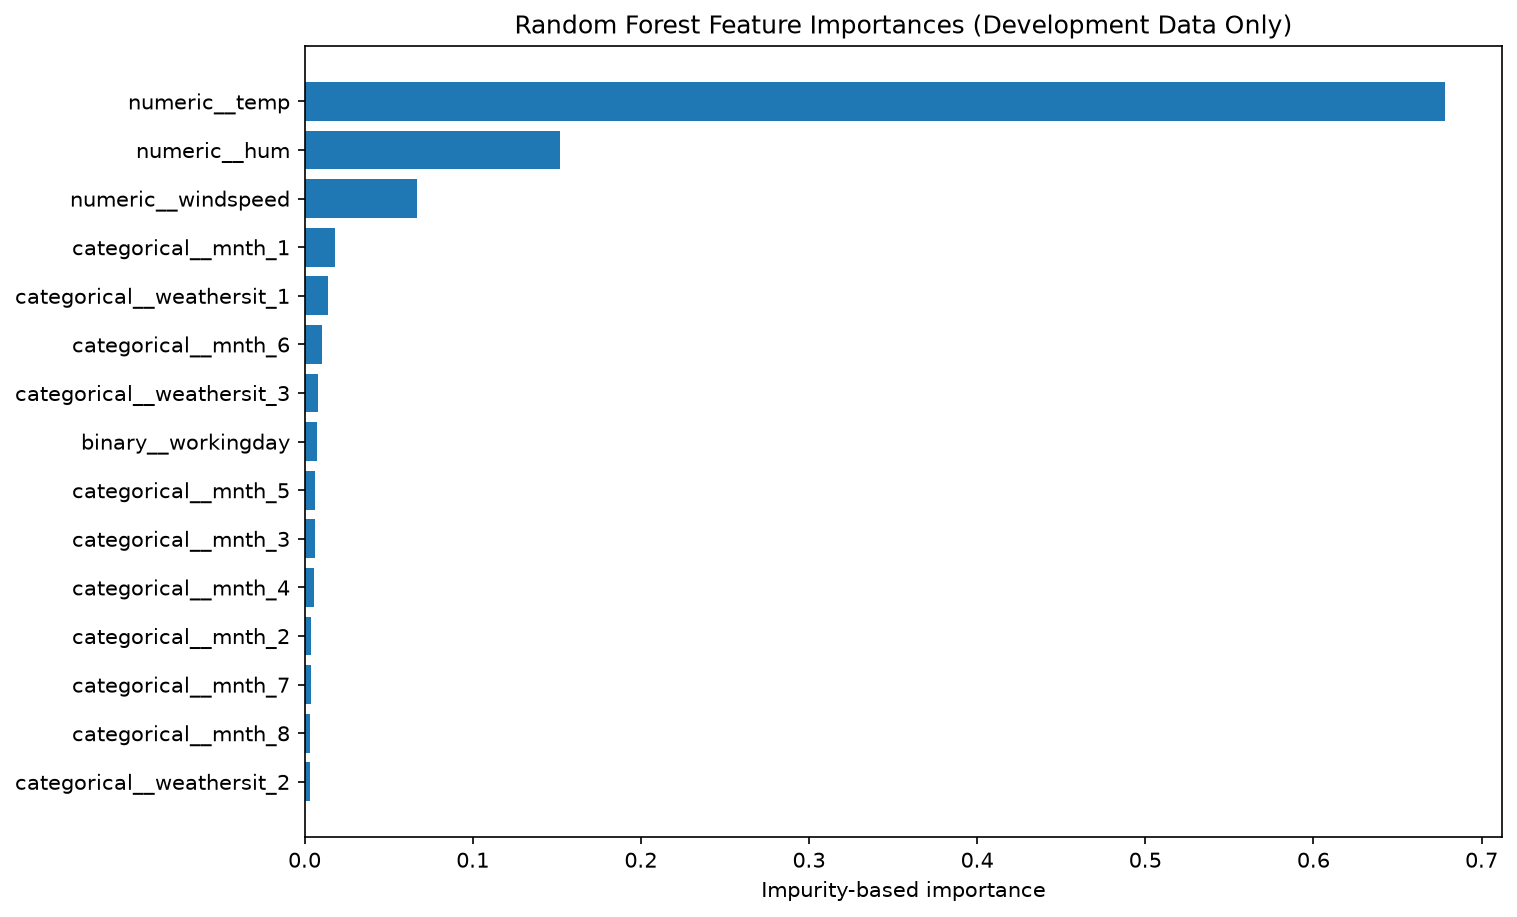 Random Forest Feature Importances (Development Data Only)
numeric__temp
numeric__hum
numeric__windspeed
categorical__mnth_1
categorical__weathersit_1
categorical__mnth_6
categorical__weathersit_3
binary__workingday
categorical__mnth_5
categorical__mnth_3
categorical__mnth_4
categorical__mnth_2
categorical__mnth_7
categorical__mnth_8
categorical__weathersit_2
0.0 0.1 0.2 0.3 0.4 0.5 0.6 0.7
Impurity-based importance